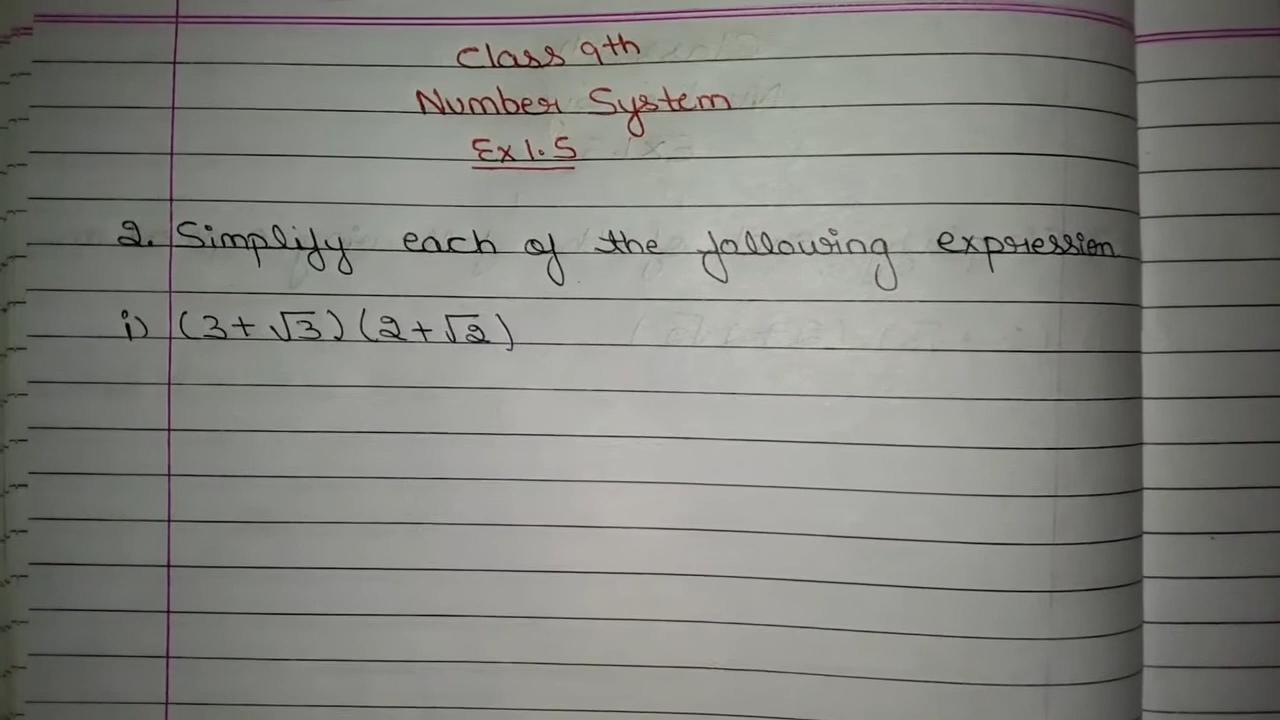 Class 9th
Number System
Ex 1.5
2. Simplify each of the following expression
i) (3+√3)(2+√2)